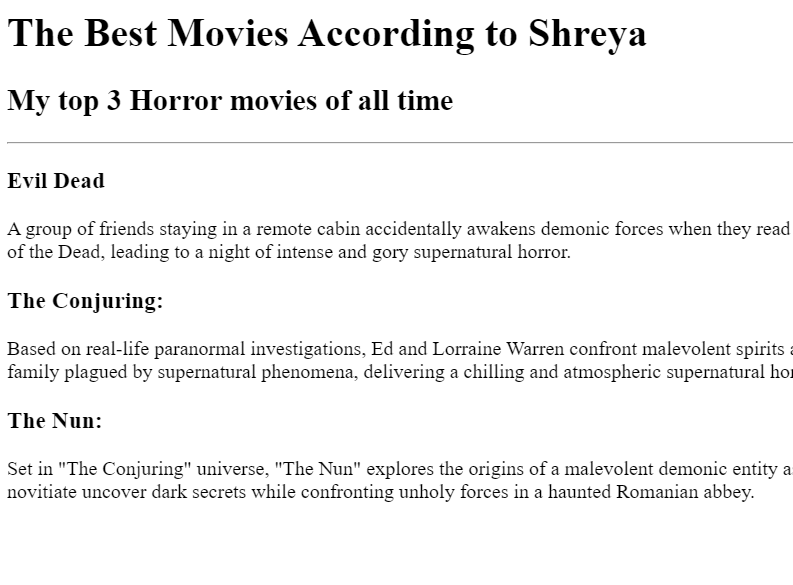 The Best Movies According to Shreya
My top 3 Horror movies of all time
Evil Dead
A group of friends staying in a remote cabin accidentally awakens demonic forces when they read
of the Dead, leading to a night of intense and gory supernatural horror.
The Conjuring:
Based on real-life paranormal investigations, Ed and Lorraine Warren confront malevolent spirits
family plagued by supernatural phenomena, delivering a chilling and atmospheric supernatural
The Nun:
Set in "The Conjuring" universe, "The Nun" explores the origins of a malevolent demonic entity
novitiate uncover dark secrets while confronting unholy forces in a haunted Romanian abbey.